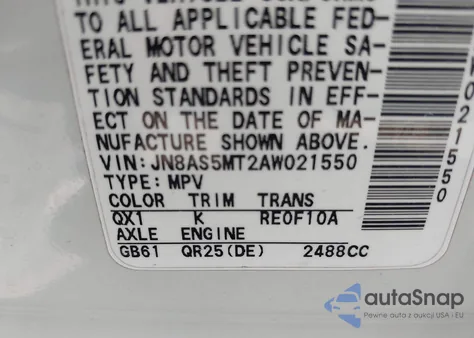 TO ALL APPLICABLE FED-
ERAL MOTOR VEHICLE SA-
FETY AND THEFT PREVEN-
TION STANDARDS IN EFF-
ECT ON THE DATE OF MA-
NUFACTURE SHOWN ABOVE.
VIN: JN8AS5MT2AW021550
TYPE: MPV
COLOR TRIM TRANS
QX1 K RE0F10A
AXLE ENGINE
GB61 QR25(DE) 2488CC
021550
autoSnap
Pewne auta z aukcji USA i EU